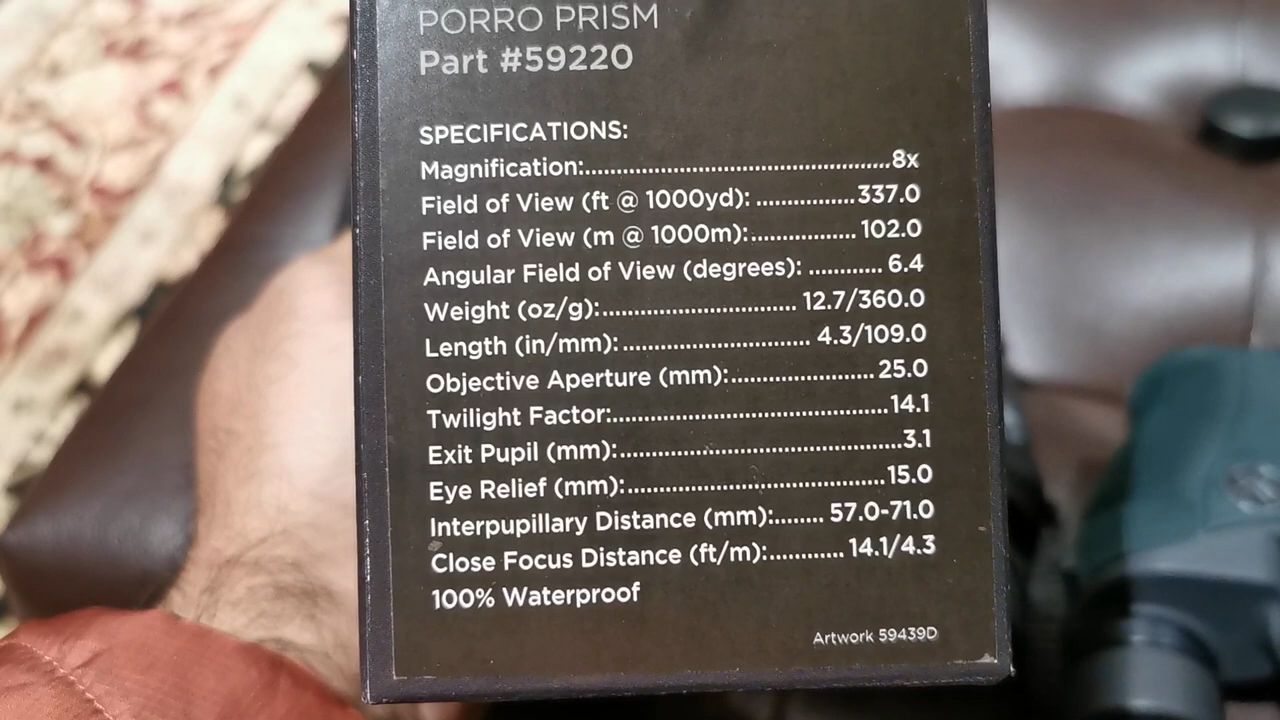 PORRO PRISM
Part #59220
SPECIFICATIONS:
Magnification:..........................................8x
Field of View (ft @ 1000yd): .................337.0
Field of View (m @ 1000m):.................. 102.0
Angular Field of View (degrees): ............ 6.4
Weight (oz/g):................................. 12.7/360.0
Length (in/mm):................................ 4.3/109.0
Objective Aperture (mm):........................ 25.0
Twilight Factor:...............................................14.1
Exit Pupil (mm):................................................3.1
Eye Relief (mm):............................................15.0
Interpupillary Distance (mm):........ 57.0-71.0
Close Focus Distance (ft/m):............ 14.1/4.3
100% Waterproof
Artwork 59439D